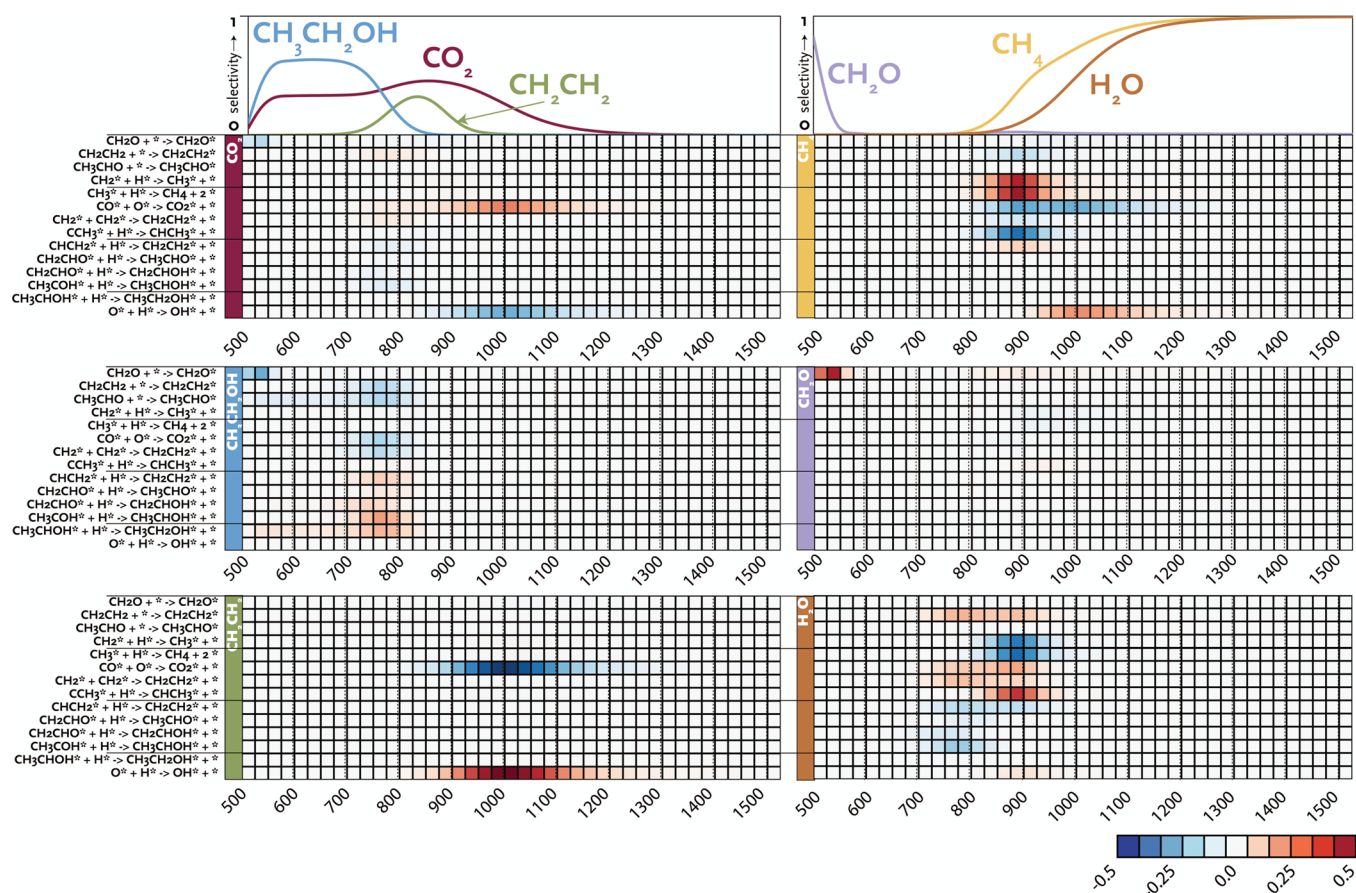 1
selectivity→
0
CH3CH2OH
CO2
CH2CH2
1
selectivity→
0
CH2O
CH4
H2O
CH2O + * -> CH2O*
CH2CH2 + * -> CH2CH2*
CH3CHO + * -> CH3CHO*
CH2* + H* -> CH3* + *
CH3* + H* -> CH4 + 2 *
CO* + O* -> CO2* + *
CH2* + CH2* -> CH2CH2* + *
CCH3* + H* -> CHCH3* + *
CHCH2* + H* -> CH2CH2* + *
CH2CHO* + H* -> CH3CHO* + *
CH2CHO* + H* -> CH2CHOH* + *
CH3COH* + H* -> CH3CHOH* + *
CH3CHOH* + H* -> CH3CH2OH* + *
O* + H* -> OH* + *
CO2
CH
500 600 700 800 900 1000 1100 1200 1300 1400 1500
500 600 700 800 900 1000 1100 1200 1300 1400 1500
CH2O + * -> CH2O*
CH2CH2 + * -> CH2CH2*
CH3CHO + * -> CH3CHO*
CH2* + H* -> CH3* + *
CH3* + H* -> CH4 + 2 *
CO* + O* -> CO2* + *
CH2* + CH2* -> CH2CH2* + *
CCH3* + H* -> CHCH3* + *
CHCH2* + H* -> CH2CH2* + *
CH2CHO* + H* -> CH3CHO* + *
CH2CHO* + H* -> CH2CHOH* + *
CH3COH* + H* -> CH3CHOH* + *
CH3CHOH* + H* -> CH3CH2OH* + *
O* + H* -> OH* + *
CH3CH2OH
CH2O
500 600 700 800 900 1000 1100 1200 1300 1400 1500
500 600 700 800 900 1000 1100 1200 1300 1400 1500
CH2O + * -> CH2O*
CH2CH2 + * -> CH2CH2*
CH3CHO + * -> CH3CHO*
CH2* + H* -> CH3* + *
CH3* + H* -> CH4 + 2 *
CO* + O* -> CO2* + *
CH2* + CH2* -> CH2CH2* + *
CCH3* + H* -> CHCH3* + *
CHCH2* + H* -> CH2CH2* + *
CH2CHO* + H* -> CH3CHO* + *
CH2CHO* + H* -> CH2CHOH* + *
CH3COH* + H* -> CH3CHOH* + *
CH3CHOH* + H* -> CH3CH2OH* + *
O* + H* -> OH* + *
CH2CH2
H2O
500 600 700 800 900 1000 1100 1200 1300 1400 1500
500 600 700 800 900 1000 1100 1200 1300 1400 1500
-0.5 -0.25 0.0 0.25 0.5